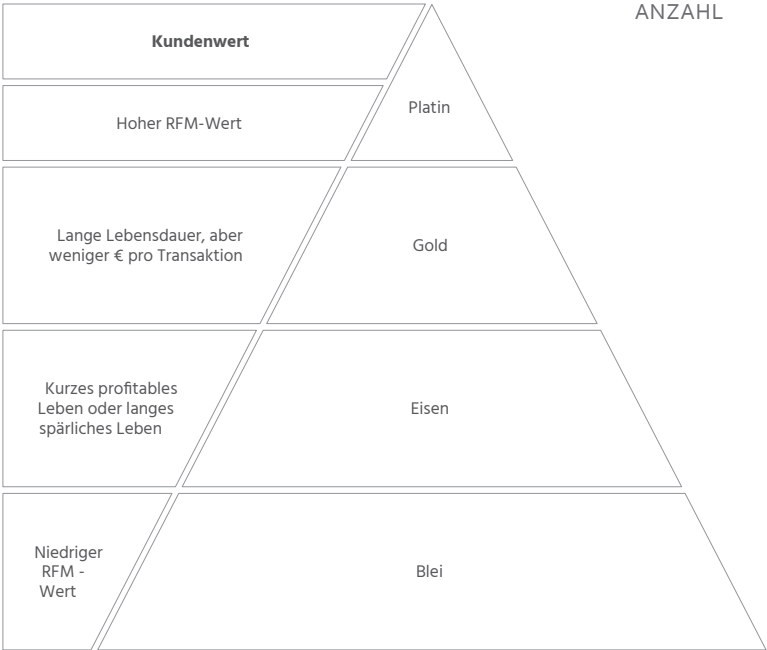 ANZAHL
Kundenwert
Platin
Hoher RFM-Wert
Lange Lebensdauer, aber
weniger € pro Transaktion
Gold
Kurzes profitables
Leben oder langes
spärliches Leben
Eisen
Niedriger
RFM -
Wert
Blei